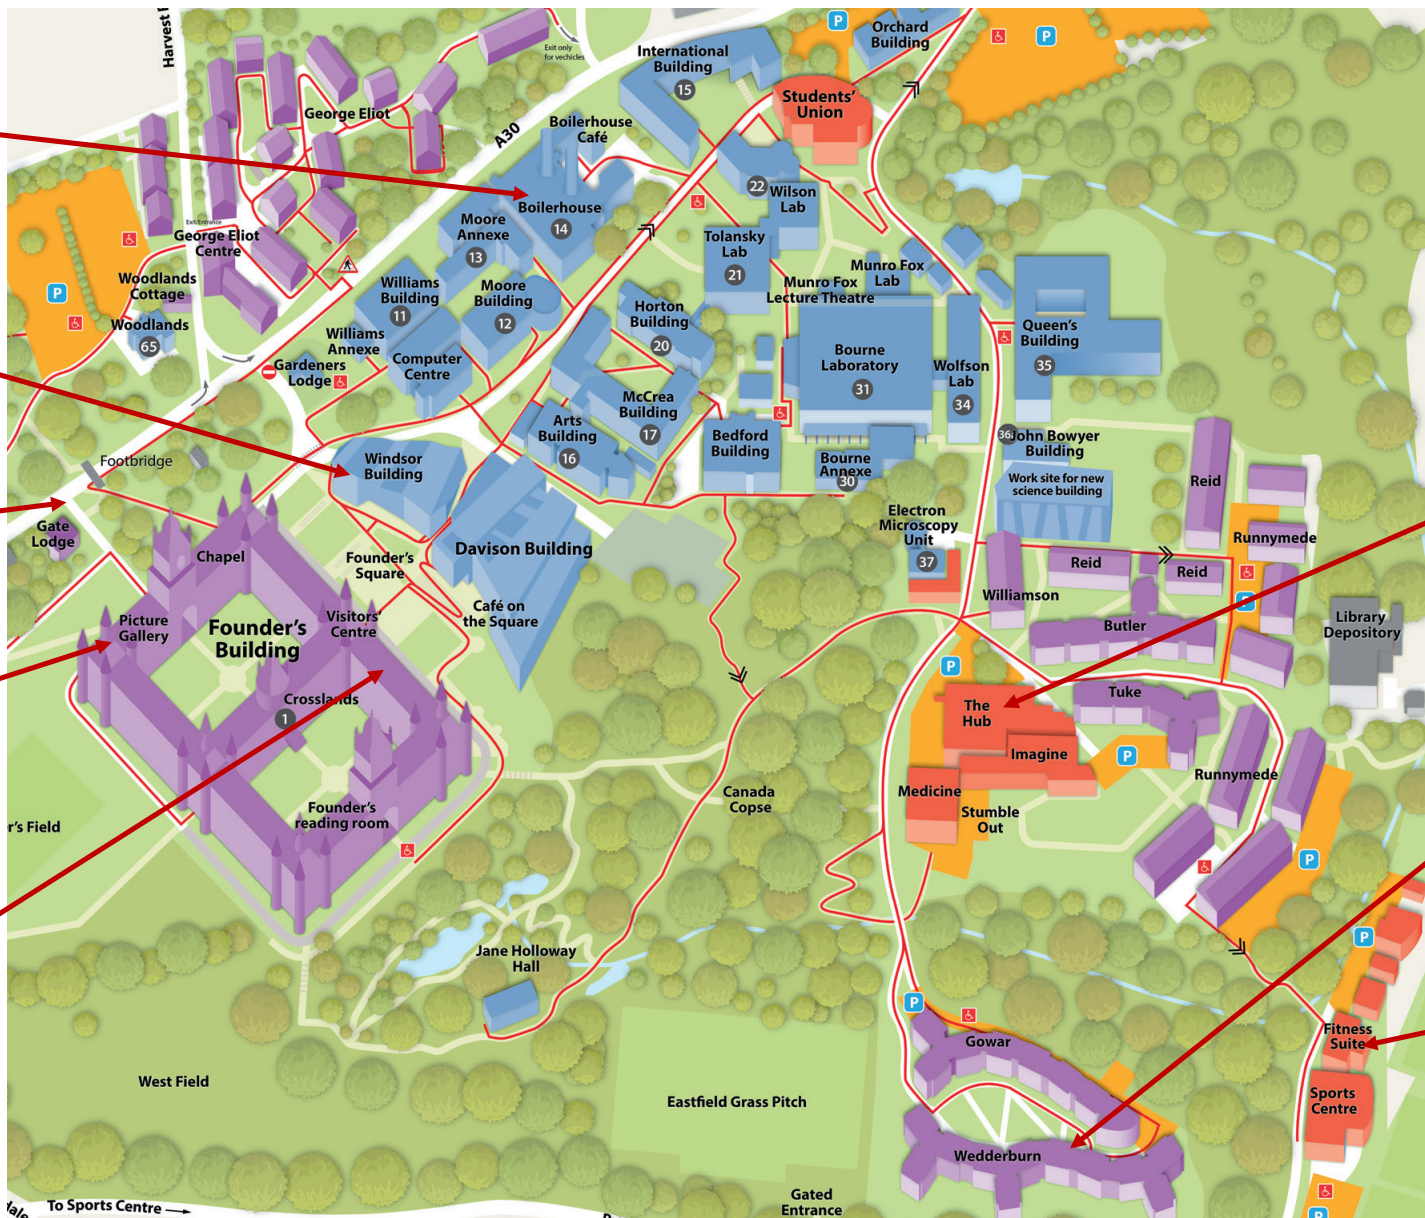 Harvest
Exit only
for vechicles
A30
George Eliot
Exit/Entrance
George Eliot
Centre
Woodlands
Cottage
Woodlands
65
P
P
International
Building
15
Orchard
Building
P
Students'
Union
Boilerhouse
Café
Boilerhouse
14
Moore
Annexe
13
Williams
Building
11
Moore
Building
12
Williams
Annexe
Gardeners
Lodge
Computer
Centre
22
Wilson
Lab
Tolansky
Lab
21
Munro Fox
Lab
Munro Fox
Lecture Theatre
Horton
Building
20
McCrea
Building
17
Arts
Building
16
Bedford
Building
Bourne
Laboratory
31
Wolfson
Lab
34
Queen's
Building
35
Bourne
Annexe
30
36
John Bowyer
Building
Work site for new
science building
Footbridge
Windsor
Building
Gate
Lodge
Chapel
Founder's
Square
Davison Building
Café on
the Square
Picture
Gallery
Founder's
Building
Visitors'
Centre
Crosslands
1
Founder's
reading room
r's Field
Electron
Microscopy
Unit
37
Williamson
Reid
Reid
Reid
Runnymede
P
Butler
Library
Depository
P
The
Hub
Imagine
Tuke
P
Medicine
Stumble
Out
Runnymede
P
Canada
Copse
Jane Holloway
Hall
P
P
Gowar
Fitness
Suite
Sports
Centre
West Field
Eastfield Grass Pitch
Wedderburn
Gated
Entrance
To Sports Centre
P